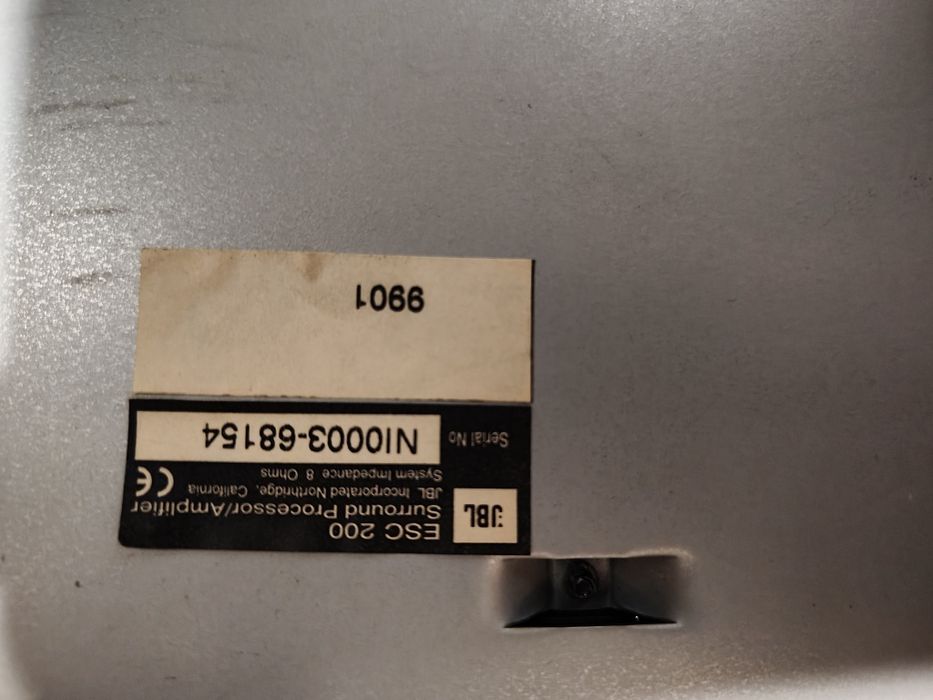 JBL
ESC 200
Surround Processor/Amplifier
JBL Incorporated Northridge, California
System Impedance 8 Ohms
CE
Serial No
NI0003-68154
9901